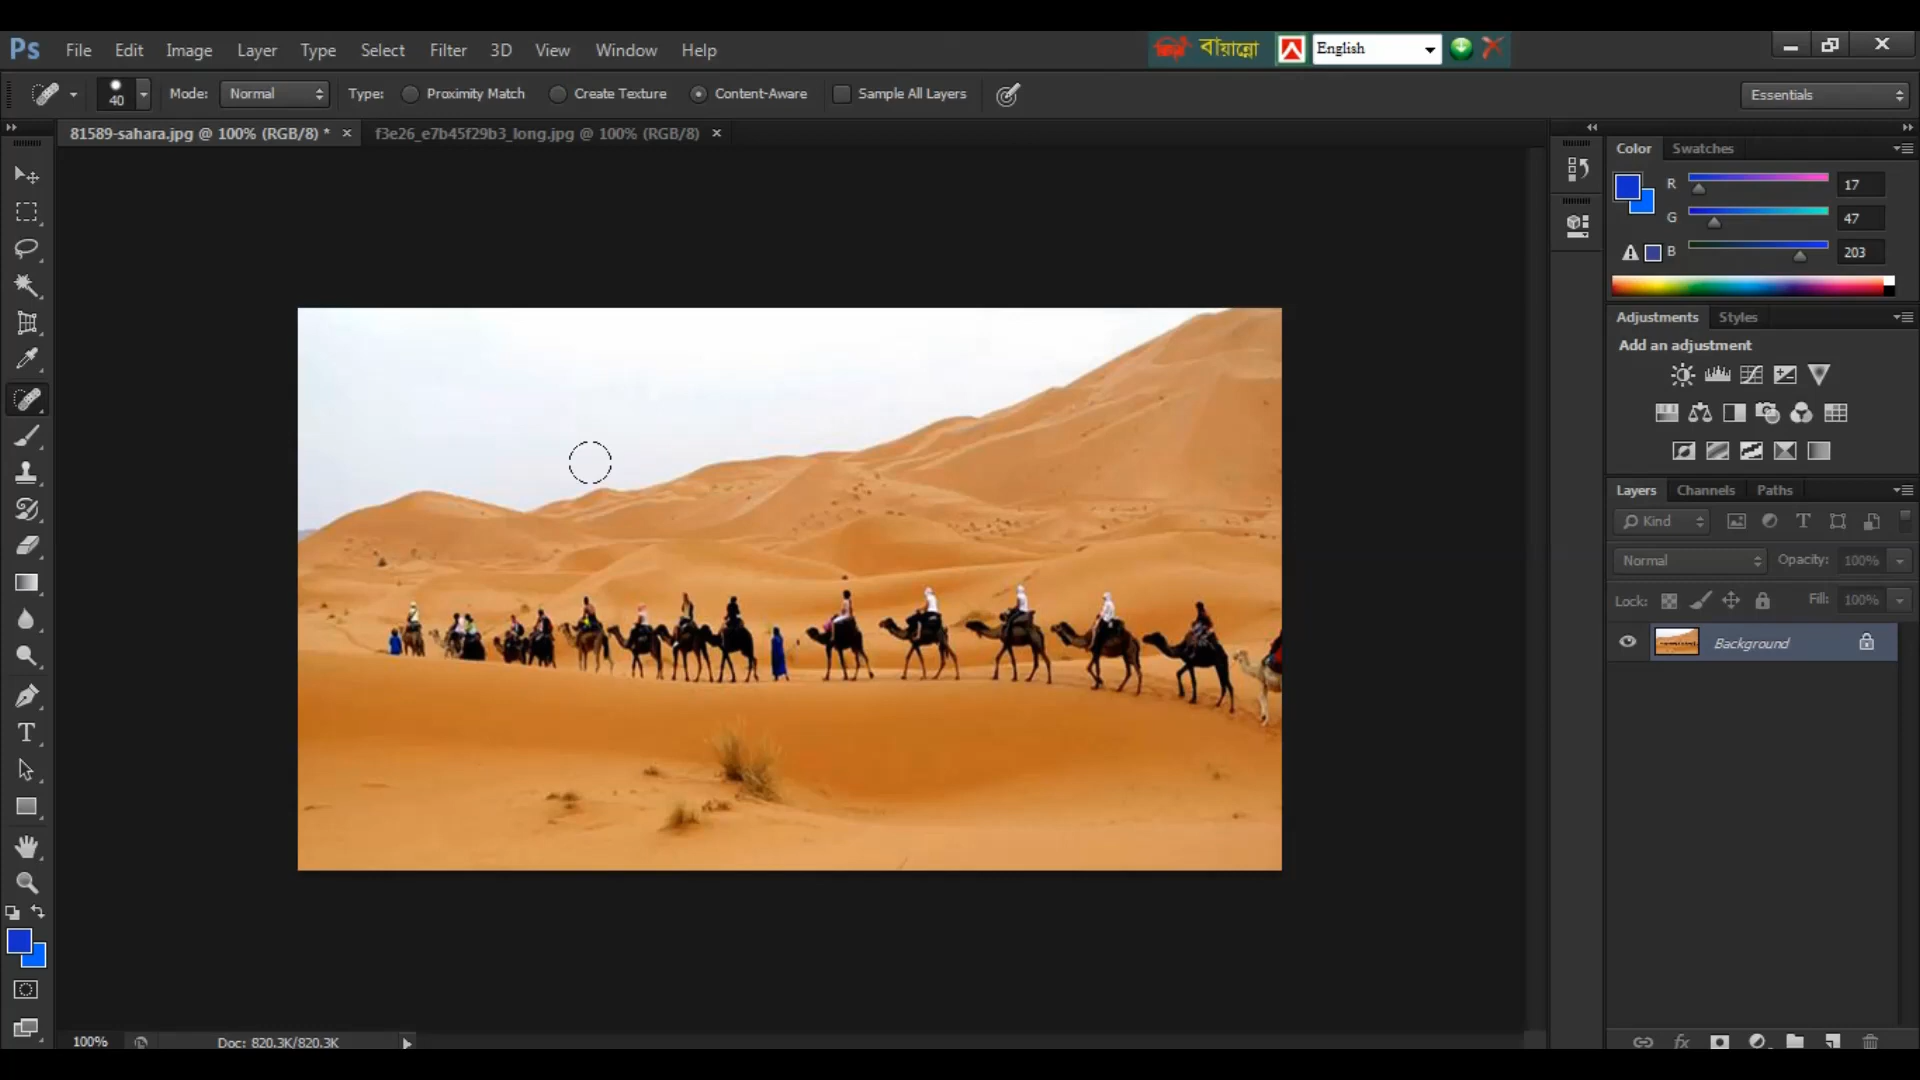 Ps File Edit Image Layer Type Select Filter 3D View Window Help
বায়ান্নো English
40 Mode: Normal Type: Proximity Match Create Texture Content-Aware Sample All Layers Essentials
81589-sahara.jpg @ 100% (RGB/8) * × f3e26_e7b45f29b3_long.jpg @ 100% (RGB/8) ×
Color Swatches
R 17
G 47
B 203
Adjustments Styles
Add an adjustment
Layers Channels Paths
Kind
Normal Opacity: 100%
Lock: Fill: 100%
Background
100% Doc: 820.3K/820.3K
fx